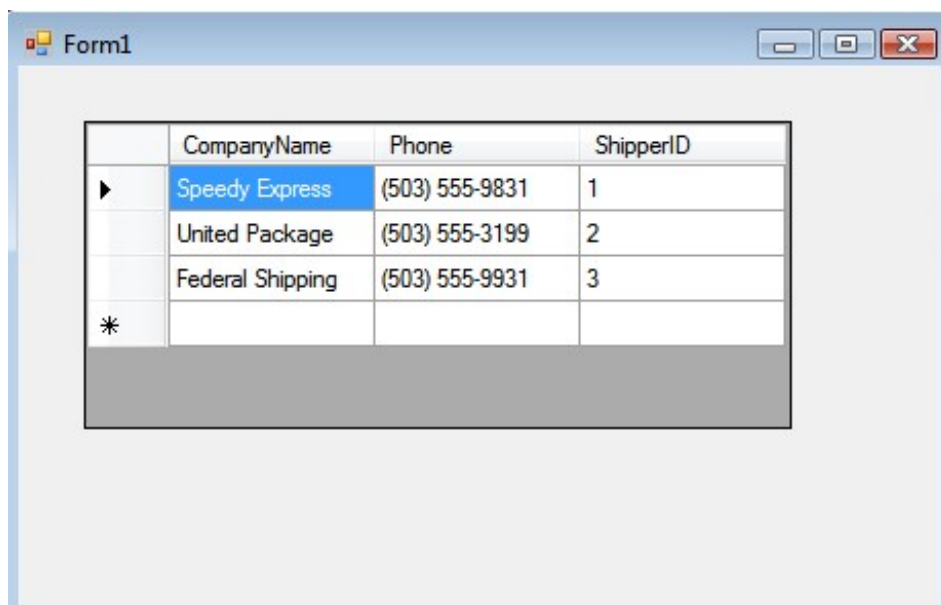 Form1
CompanyName Phone ShipperID
Speedy Express (503) 555-9831 1
United Package (503) 555-3199 2
Federal Shipping (503) 555-9931 3